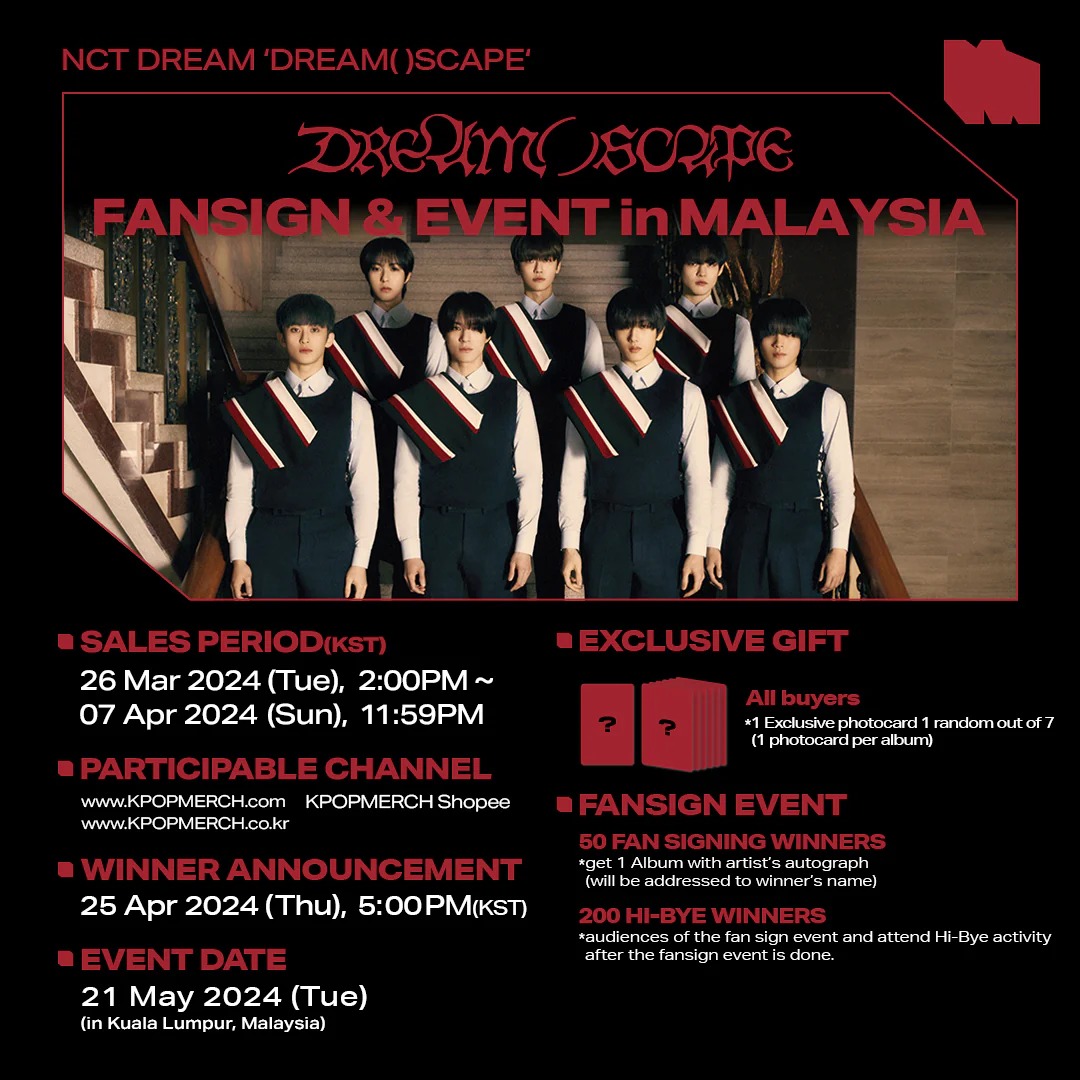 NCT DREAM 'DREAM( )SCAPE'
DREAM( )SCAPE
FANSIGN & EVENT in MALAYSIA
SALES PERIOD(KST)
26 Mar 2024 (Tue), 2:00PM ~
07 Apr 2024 (Sun), 11:59PM
PARTICIPABLE CHANNEL
www.KPOPMERCH.com KPOPMERCH Shopee
www.KPOPMERCH.co.kr
WINNER ANNOUNCEMENT
25 Apr 2024 (Thu), 5:00PM(KST)
EVENT DATE
21 May 2024 (Tue)
(in Kuala Lumpur, Malaysia)
EXCLUSIVE GIFT
? ?
All buyers
*1 Exclusive photocard 1 random out of 7
(1 photocard per album)
FANSIGN EVENT
50 FAN SIGNING WINNERS
*get 1 Album with artist's autograph
(will be addressed to winner's name)
200 HI-BYE WINNERS
*audiences of the fan sign event and attend Hi-Bye activity
after the fansign event is done.